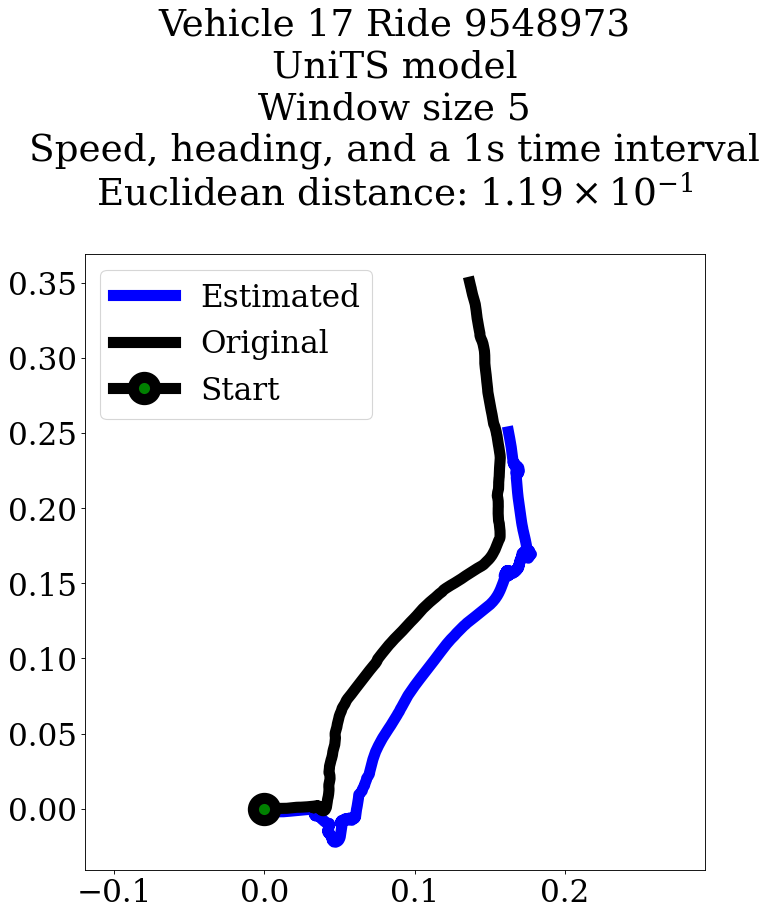 Vehicle 17 Ride 9548973
UniTS model
Window size 5
Speed, heading, and a 1s time interval
Euclidean distance: 1.19 × 10⁻¹
Estimated
Original
Start
0.35
0.30
0.25
0.20
0.15
0.10
0.05
0.00
−0.1 0.0 0.1 0.2